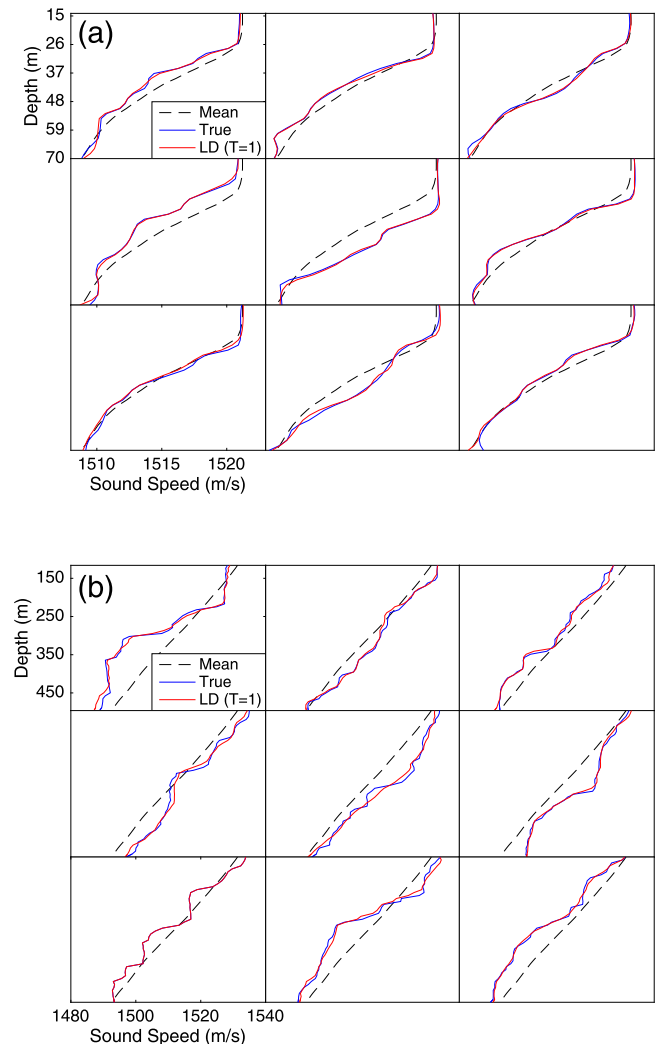 (a)
15
26
37
48
59
70
Depth (m)
Mean
True
LD (T=1)
1510 1515 1520
Sound Speed (m/s)
(b)
150
250
350
450
Depth (m)
Mean
True
LD (T=1)
1480 1500 1520 1540
Sound Speed (m/s)